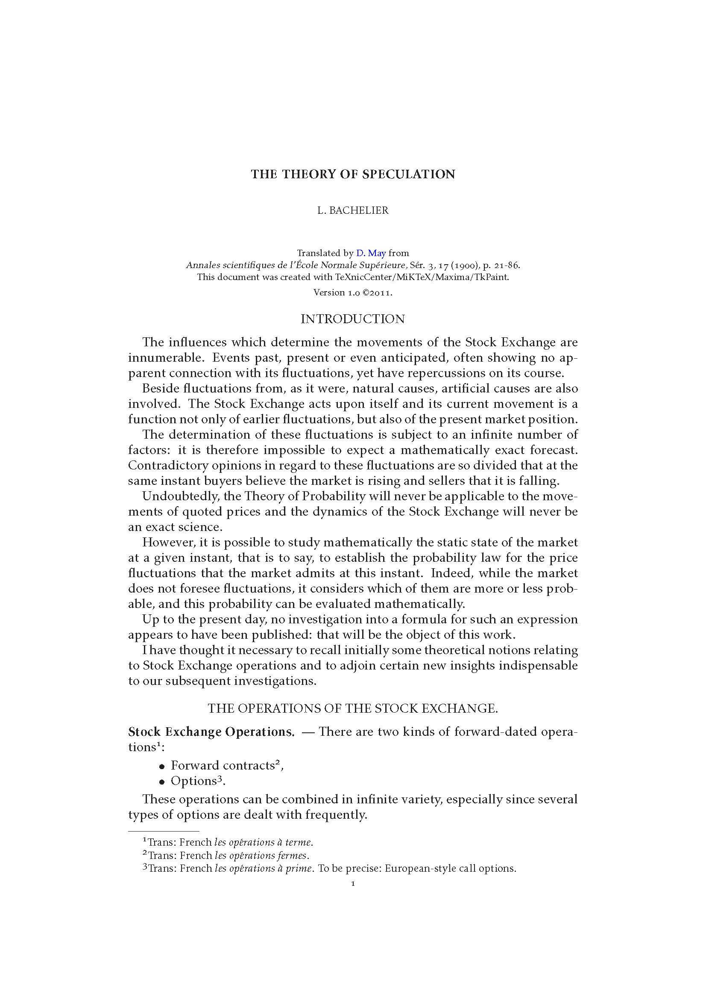 THE THEORY OF SPECULATION
L. BACHELIER
Translated by D. May from
Annales scientifiques de l'École Normale Supérieure, Sér. 3, 17 (1900), p. 21-86.
This document was created with TeXnicCenter/MiKTeX/Maxima/TkPaint.
Version 1.0 ©2011.
INTRODUCTION
The influences which determine the movements of the Stock Exchange are
innumerable. Events past, present or even anticipated, often showing no ap-
parent connection with its fluctuations, yet have repercussions on its course.
Beside fluctuations from, as it were, natural causes, artificial causes are also
involved. The Stock Exchange acts upon itself and its current movement is a
function not only of earlier fluctuations, but also of the present market position.
The determination of these fluctuations is subject to an infinite number of
factors: it is therefore impossible to expect a mathematically exact forecast.
Contradictory opinions in regard to these fluctuations are so divided that at the
same instant buyers believe the market is rising and sellers that it is falling.
Undoubtedly, the Theory of Probability will never be applicable to the move-
ments of quoted prices and the dynamics of the Stock Exchange will never be
an exact science.
However, it is possible to study mathematically the static state of the market
at a given instant, that is to say, to establish the probability law for the price
fluctuations that the market admits at this instant. Indeed, while the market
does not foresee fluctuations, it considers which of them are more or less prob-
able, and this probability can be evaluated mathematically.
Up to the present day, no investigation into a formula for such an expression
appears to have been published: that will be the object of this work.
I have thought it necessary to recall initially some theoretical notions relating
to Stock Exchange operations and to adjoin certain new insights indispensable
to our subsequent investigations.
THE OPERATIONS OF THE STOCK EXCHANGE.
Stock Exchange Operations. — There are two kinds of forward-dated opera-
tions¹:
• Forward contracts²,
• Options³.
These operations can be combined in infinite variety, especially since several
types of options are dealt with frequently.
¹Trans: French les opérations à terme.
²Trans: French les opérations fermes.
³Trans: French les opérations à prime. To be precise: European-style call options.
1